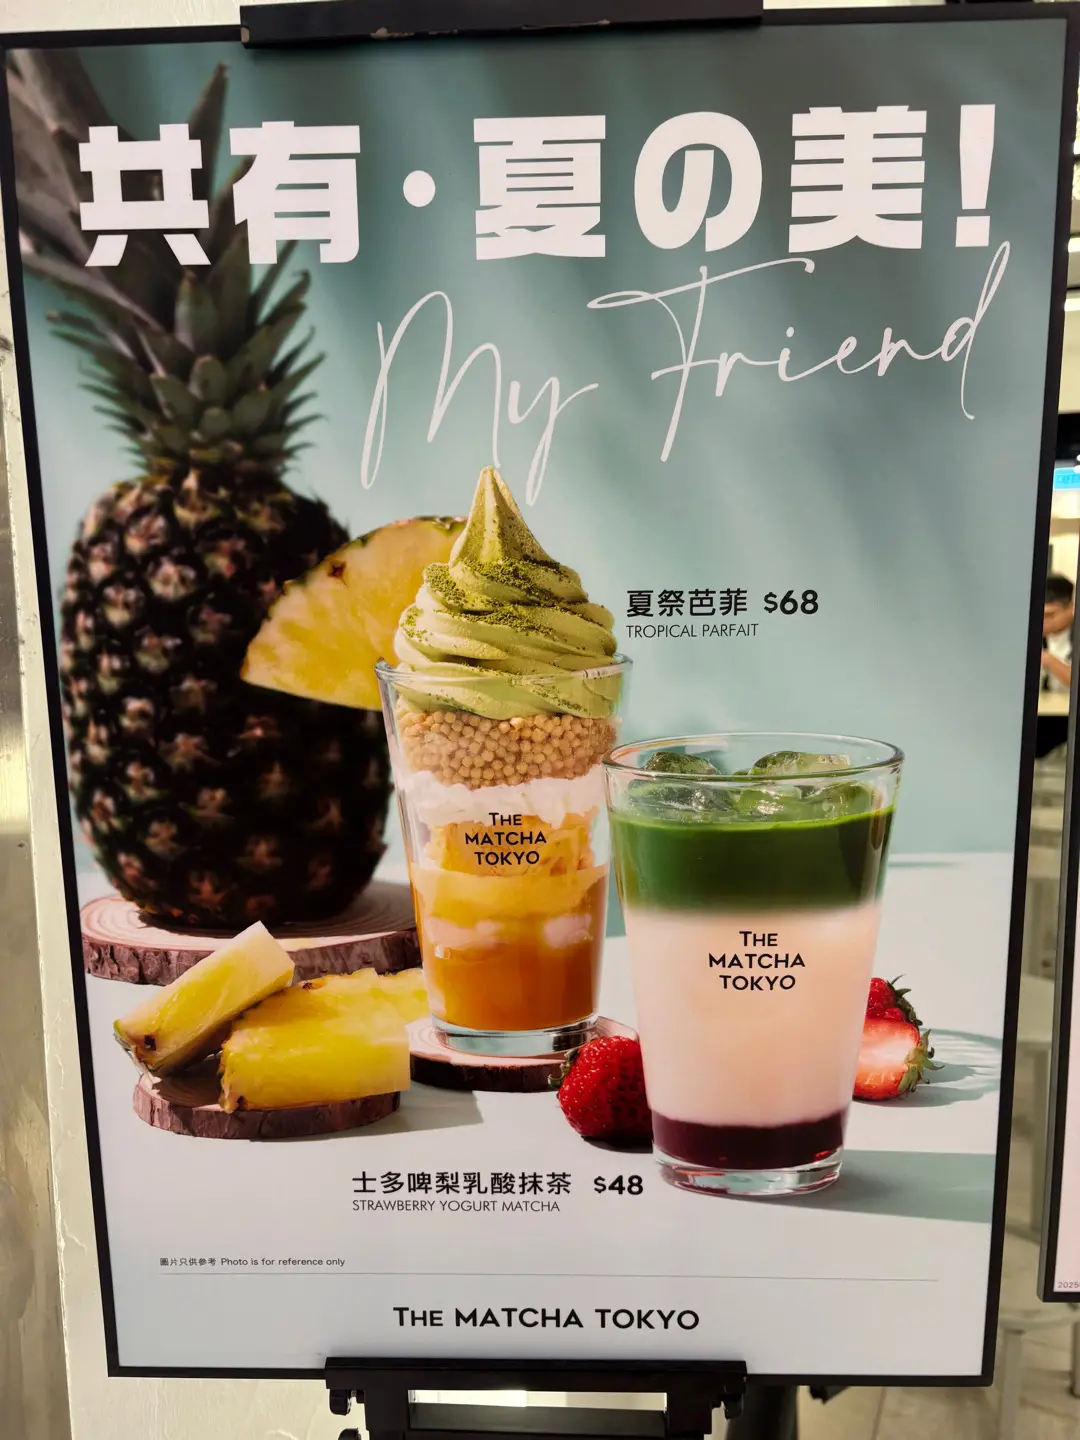 共有・夏の美!
My Friend
夏祭芭菲 $68
TROPICAL PARFAIT
THE
MATCHA
TOKYO
THE
MATCHA
TOKYO
士多啤梨乳酸抹茶 $48
STRAWBERRY YOGURT MATCHA
圖片只供參考 Photo is for reference only
THE MATCHA TOKYO
2025